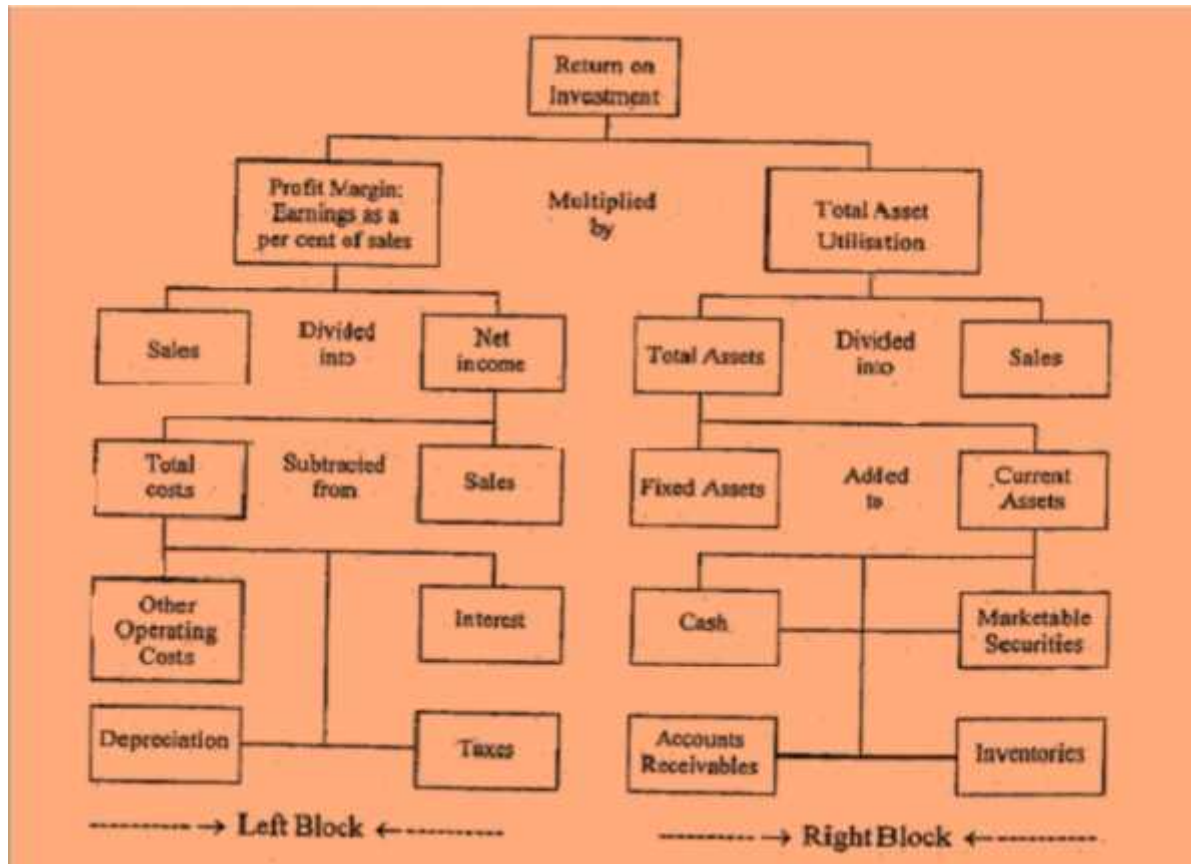 Return on
Investment
Profit Margin:
Earnings as a
per cent of sales
Multiplied
by
Total Asset
Utilisation
Sales
Divided
into
Net
income
Total Assets
Divided
into
Sales
Total
costs
Subtracted
from
Sales
Fixed Assets
Added
to
Current
Assets
Other
Operating
Costs
Interest
Cash
Marketable
Securities
Depreciation
Taxes
Accounts
Receivables
Inventories
Left Block
Right Block